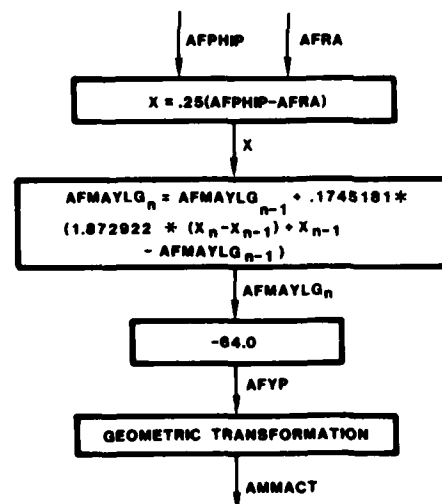 AFPHIP AFRA
X = .25(AFPHIP-AFRA)
X
AFMAYLGn = AFMAYLGn-1 + .1745181*
(1.872922 * (Xn-Xn-1) + Xn-1
- AFMAYLGn-1)
AFMAYLGn
-64.0
AFYP
GEOMETRIC TRANSFORMATION
AMMACT